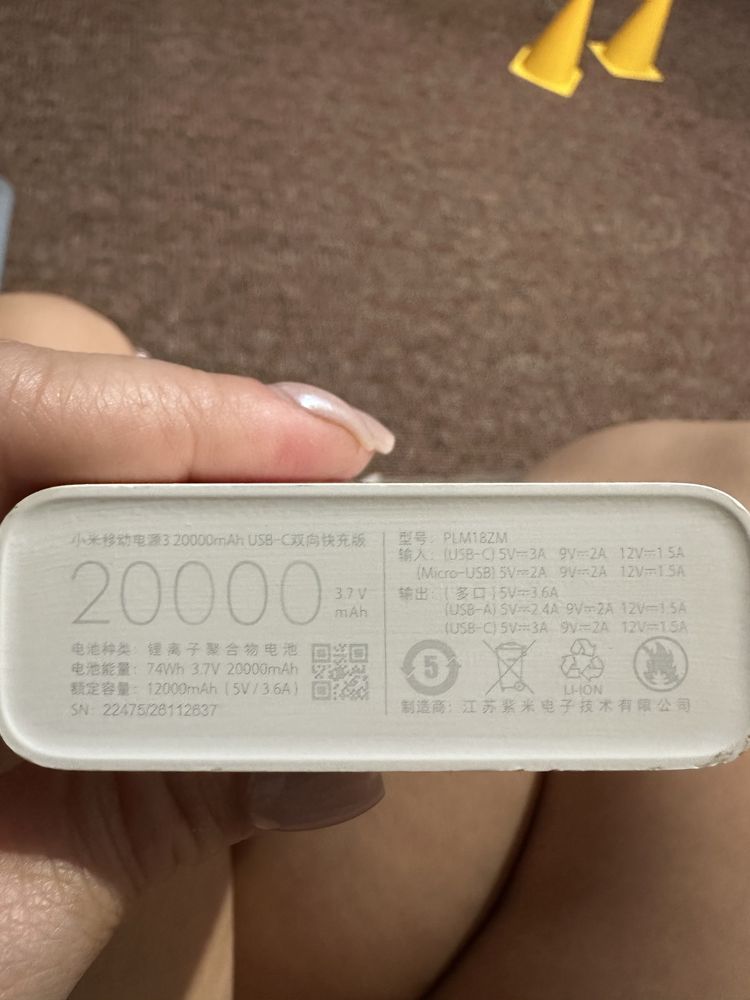 小米移动电源3 20000mAh USB-C双向快充版
20000
3.7 V
mAh
电池种类：锂离子聚合物电池
电池能量：74Wh 3.7V 20000mAh
额定容量：12000mAh（5V / 3.6A）
SN：22475/26112637
型号：PLM18ZM
输入：(USB-C) 5V⎓3A 9V⎓2A 12V⎓1.5A
(Micro-USB) 5V⎓2A 9V⎓2A 12V⎓1.5A
输出：(多口) 5V⎓3.6A
(USB-A) 5V⎓2.4A 9V⎓2A 12V⎓1.5A
(USB-C) 5V⎓3A 9V⎓2A 12V⎓1.5A
5
LI-ION
制造商：江苏紫米电子技术有限公司